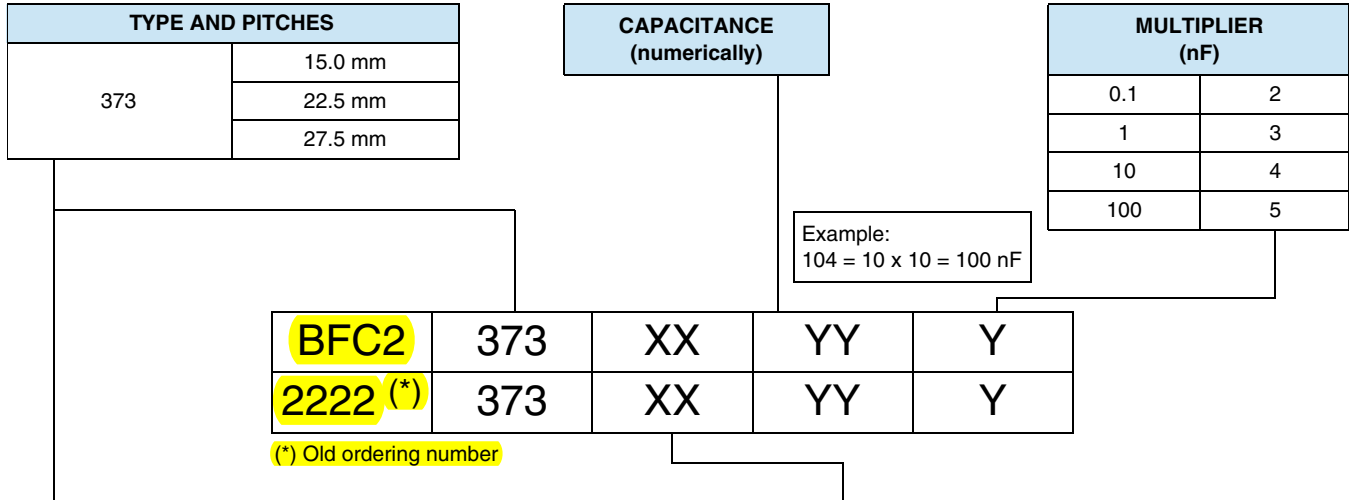 TYPE AND PITCHES
373
15.0 mm
22.5 mm
27.5 mm
CAPACITANCE
(numerically)
MULTIPLIER
(nF)
0.1 2
1 3
10 4
100 5
Example:
104 = 10 x 10 = 100 nF
BFC2 373 XX YY Y
2222 (*) 373 XX YY Y
(*) Old ordering number